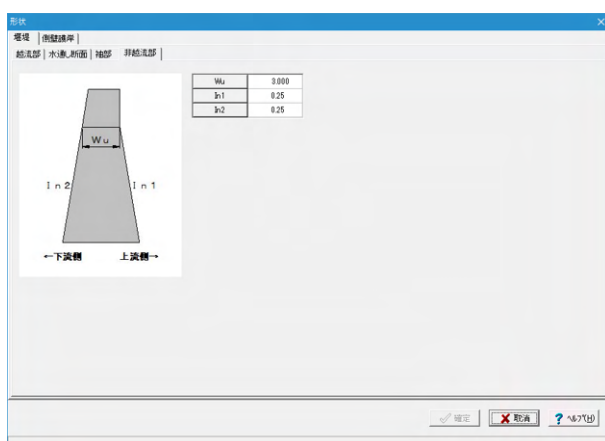 形状
堰堤 側壁護岸
越流部 水通し断面 袖部 非越流部
Wu 3.000
In1 0.25
In2 0.25
Wu
In2 In1
←下流側 上流側→
確定 取消 ? ヘルプ(H)